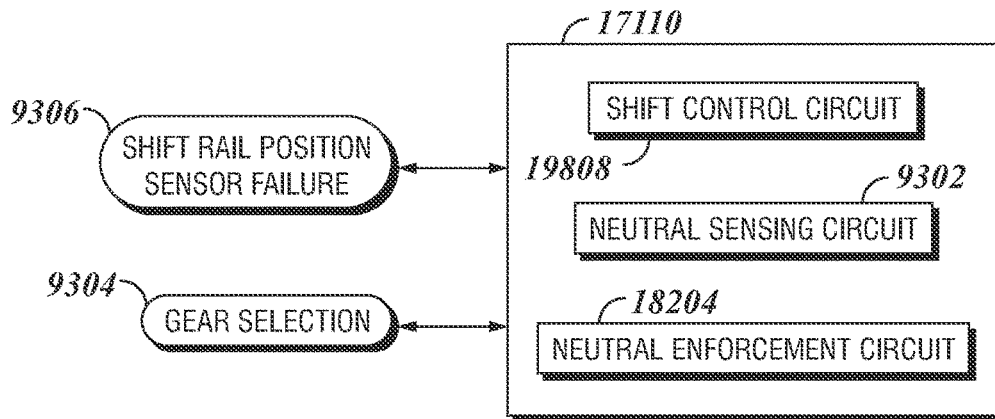 17110
9306
SHIFT RAIL POSITION
SENSOR FAILURE
SHIFT CONTROL CIRCUIT
19808
9302
NEUTRAL SENSING CIRCUIT
9304
GEAR SELECTION
18204
NEUTRAL ENFORCEMENT CIRCUIT